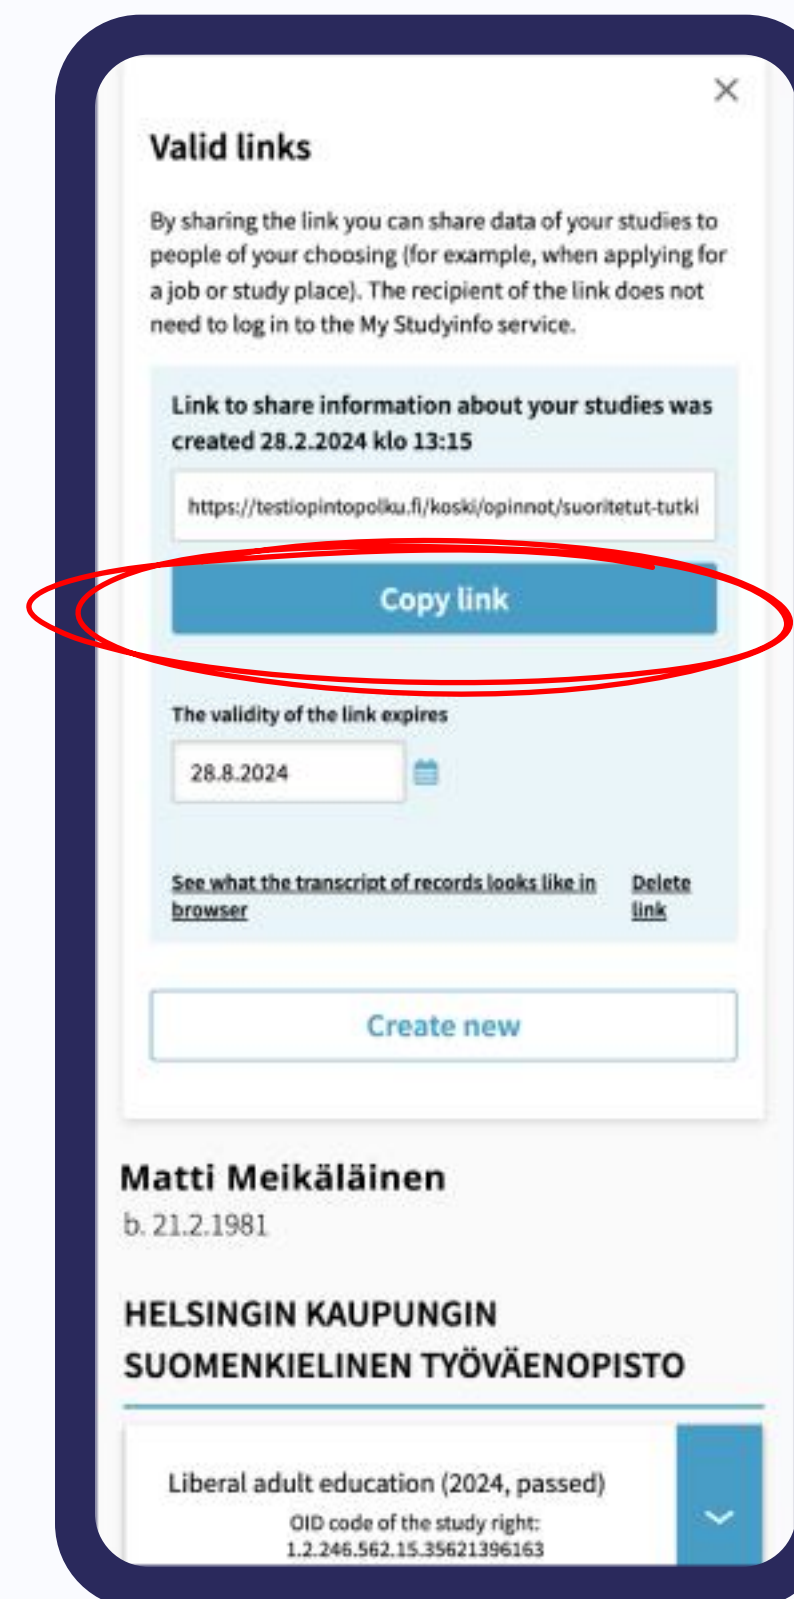 Valid links
By sharing the link you can share data of your studies to
people of your choosing (for example, when applying for
a job or study place). The recipient of the link does not
need to log in to the My Studyinfo service.
Link to share information about your studies was
created 28.2.2024 klo 13:15
https://testiopintopolku.fi/koski/opinnot/suoritetut-tutki
Copy link
The validity of the link expires
28.8.2024
See what the transcript of records looks like in
browser
Delete
link
Create new
Matti Meikäläinen
b. 21.2.1981
HELSINGIN KAUPUNGIN
SUOMENKIELINEN TYÖVÄENOPISTO
Liberal adult education (2024, passed)
OID code of the study right:
1.2.246.562.15.35621396163